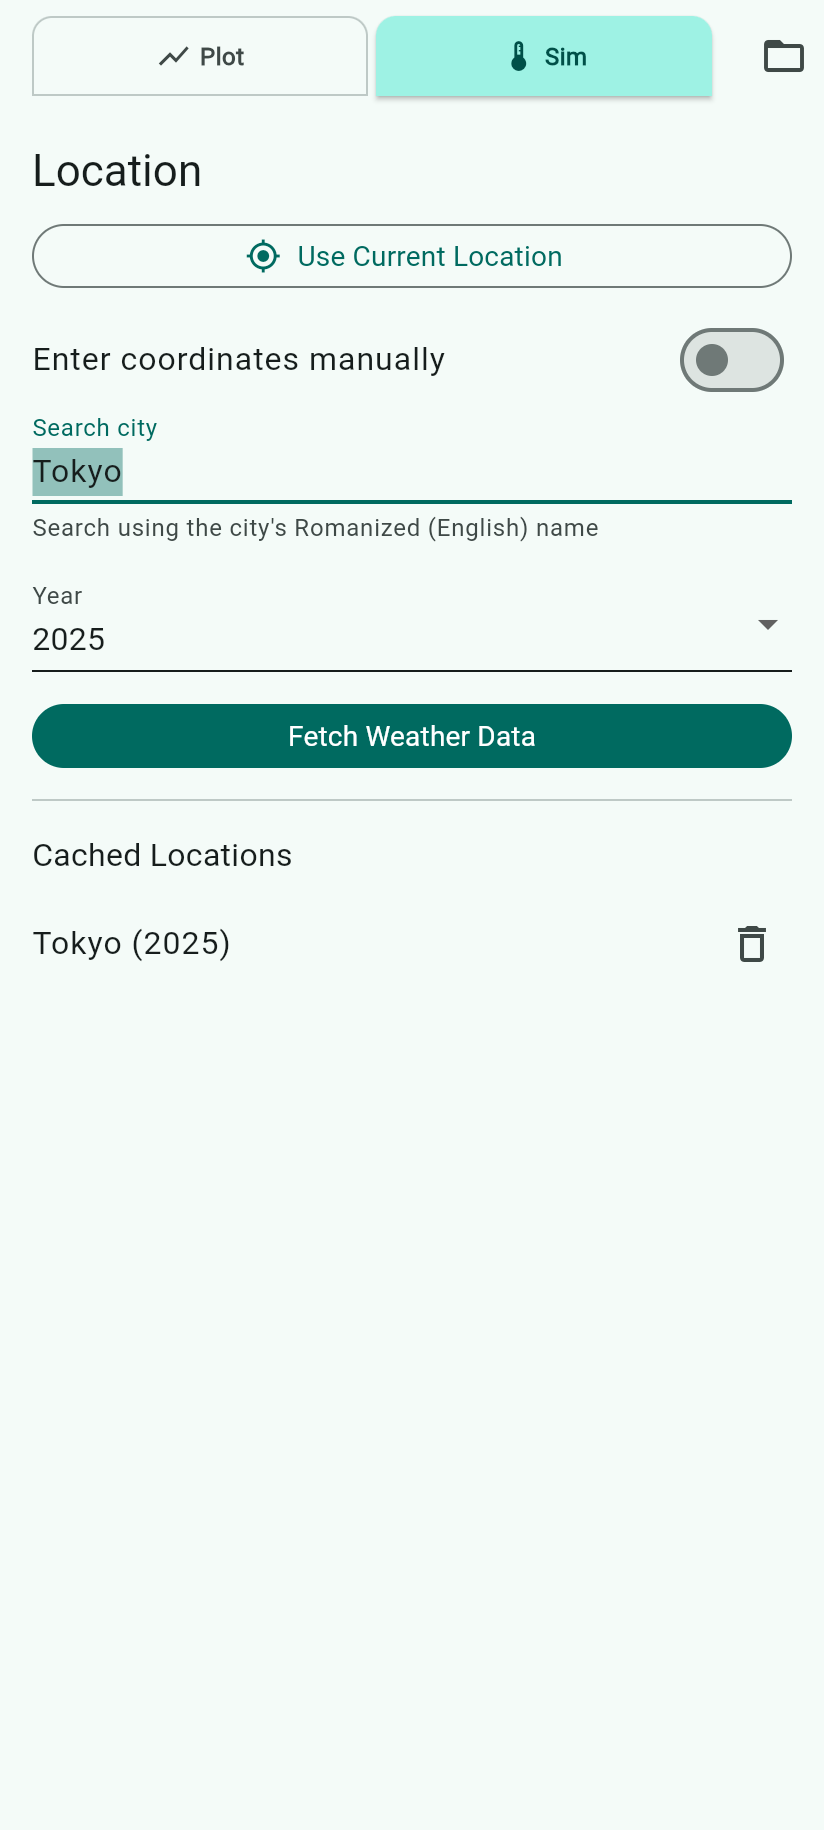 Plot
Sim
Location
Use Current Location
Enter coordinates manually
Search city
Tokyo
Search using the city's Romanized (English) name
Year
2025
Fetch Weather Data
Cached Locations
Tokyo (2025)